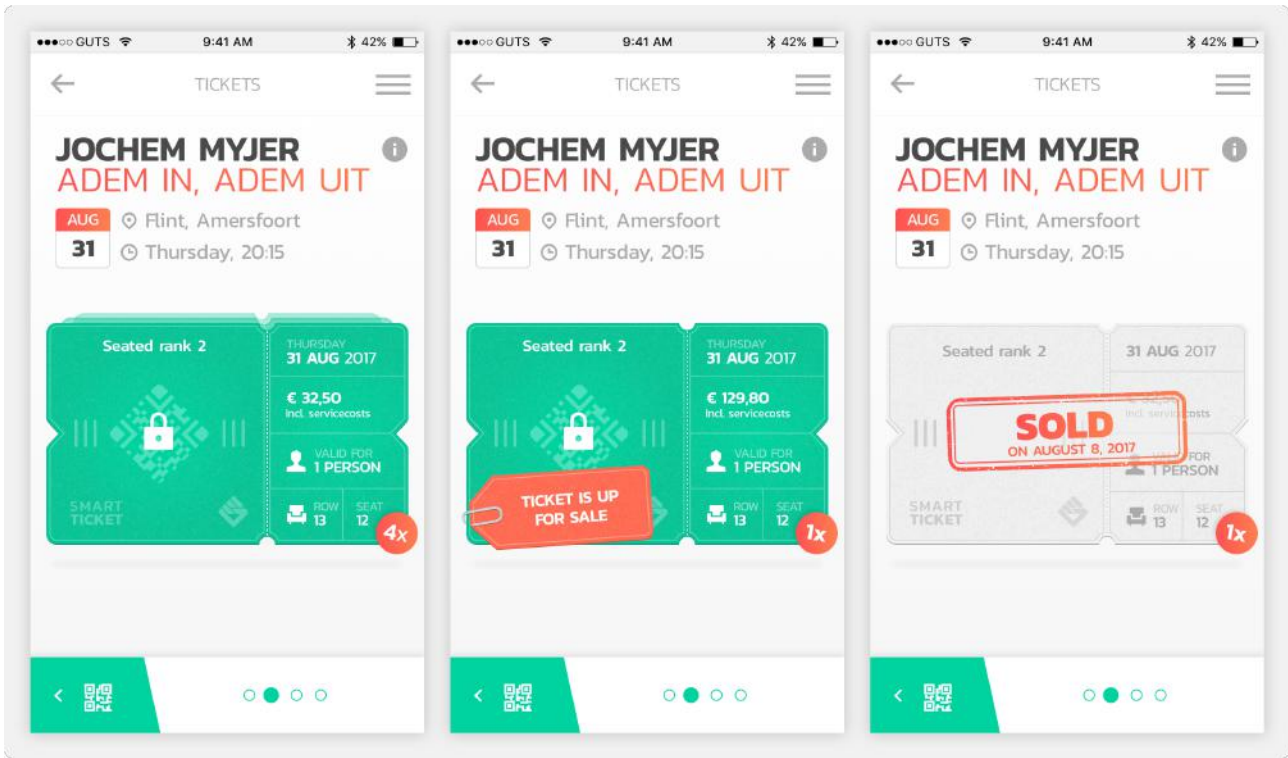 GUTS 9:41 AM 42%
TICKETS
JOCHEM MYJER
ADEM IN, ADEM UIT
AUG
31
Flint, Amersfoort
Thursday, 20:15
Seated rank 2
THURSDAY
31 AUG 2017
€ 32,50
Incl. servicecosts
VALID FOR
1 PERSON
SMART
TICKET
ROW
13
SEAT
12
4x
GUTS 9:41 AM 42%
TICKETS
JOCHEM MYJER
ADEM IN, ADEM UIT
AUG
31
Flint, Amersfoort
Thursday, 20:15
Seated rank 2
THURSDAY
31 AUG 2017
€ 129,80
Incl. servicecosts
VALID FOR
1 PERSON
TICKET IS UP
FOR SALE
ROW
13
SEAT
12
1x
GUTS 9:41 AM 42%
TICKETS
JOCHEM MYJER
ADEM IN, ADEM UIT
AUG
31
Flint, Amersfoort
Thursday, 20:15
Seated rank 2
31 AUG 2017
SOLD
ON AUGUST 8, 2017
FOR
1 PERSON
SMART
TICKET
ROW
13
SEAT
12
1x